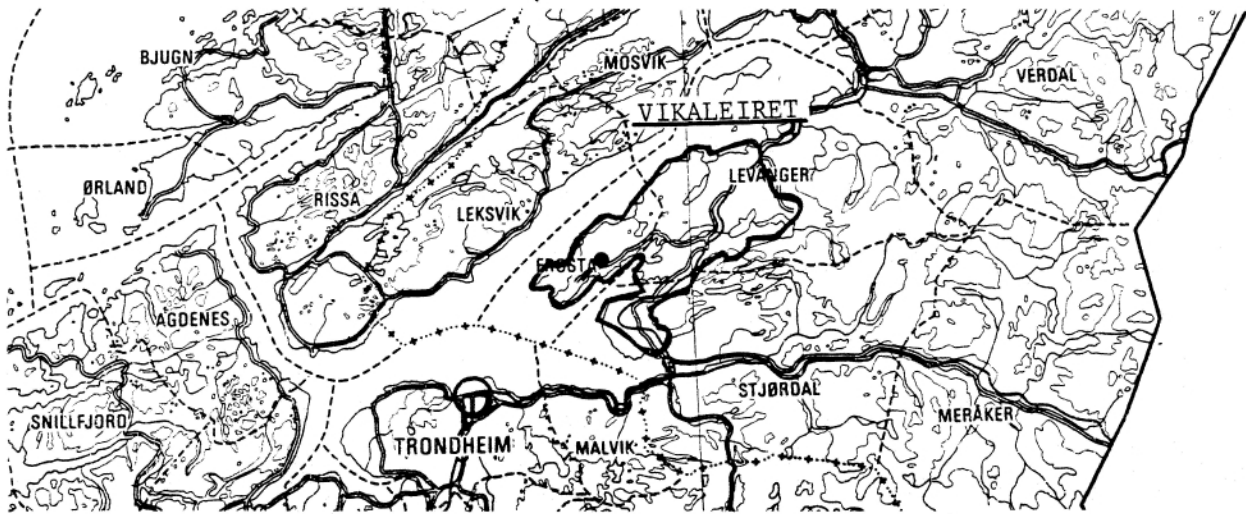 BJUGN
MOSVIK
VERDAL
VIKALEIRET
ØRLAND
RISSA
LEKSVIK
LEVANGER
FROSTA
AGDENES
SNILLFJORD
TRONDHEIM
MALVIK
STJØRDAL
MERÅKER